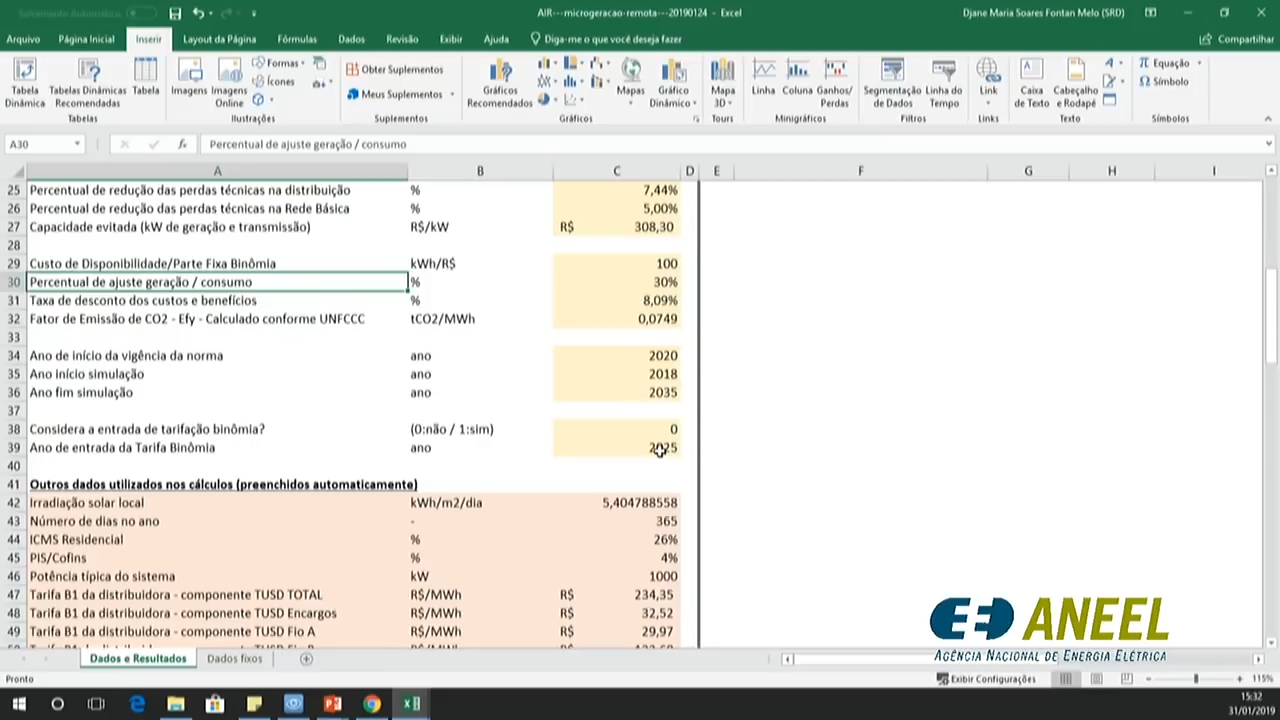 AIR---microgeracao-remota---20190124 - Excel
Djane Maria Soares Fontan Melo (SRD)
Arquivo Página Inicial Inserir Layout da Página Fórmulas Dados Revisão Exibir Ajuda Diga-me o que você deseja fazer Compartilhar
Tabela Dinâmica
Tabelas Dinâmicas Recomendadas
Tabela
Tabelas
Imagens
Imagens Online
Formas
Ícones
Ilustrações
Obter Suplementos
Meus Suplementos
Suplementos
Gráficos Recomendados
Mapas
Gráfico Dinâmico
Gráficos
Mapa 3D
Tours
Linha
Coluna
Ganhos/Perdas
Minigráficos
Segmentação de Dados
Linha do Tempo
Filtros
Link
Links
Caixa de Texto
Cabeçalho e Rodapé
Texto
Equação
Símbolo
Símbolos
A30 fx Percentual de ajuste geração / consumo
A B C D E F G H I
25 Percentual de redução das perdas técnicas na distribuição % 7,44%
26 Percentual de redução das perdas técnicas na Rede Básica % 5,00%
27 Capacidade evitada (kW de geração e transmissão) R$/kW R$ 308,30
28
29 Custo de Disponibilidade/Parte Fixa Binômia kWh/R$ 100
30 Percentual de ajuste geração / consumo % 30%
31 Taxa de desconto dos custos e benefícios % 8,09%
32 Fator de Emissão de CO2 - Efy - Calculado conforme UNFCCC tCO2/MWh 0,0749
33
34 Ano de início da vigência da norma ano 2020
35 Ano início simulação ano 2018
36 Ano fim simulação ano 2035
37
38 Considera a entrada de tarifação binômia? (0:não / 1:sim) 0
39 Ano de entrada da Tarifa Binômia ano 2025
40
41 Outros dados utilizados nos cálculos (preenchidos automaticamente)
42 Irradiação solar local kWh/m2/dia 5,404788558
43 Número de dias no ano - 365
44 ICMS Residencial % 26%
45 PIS/Cofins % 4%
46 Potência típica do sistema kW 1000
47 Tarifa B1 da distribuidora - componente TUSD TOTAL R$/MWh R$ 234,35
48 Tarifa B1 da distribuidora - componente TUSD Encargos R$/MWh R$ 32,52
49 Tarifa B1 da distribuidora - componente TUSD Fio A R$/MWh R$ 29,97
ANEEL
AGÊNCIA NACIONAL DE ENERGIA ELÉTRICA
Dados e Resultados Dados fixos
Pronto Exibir Configurações 115%
15:32
31/01/2019